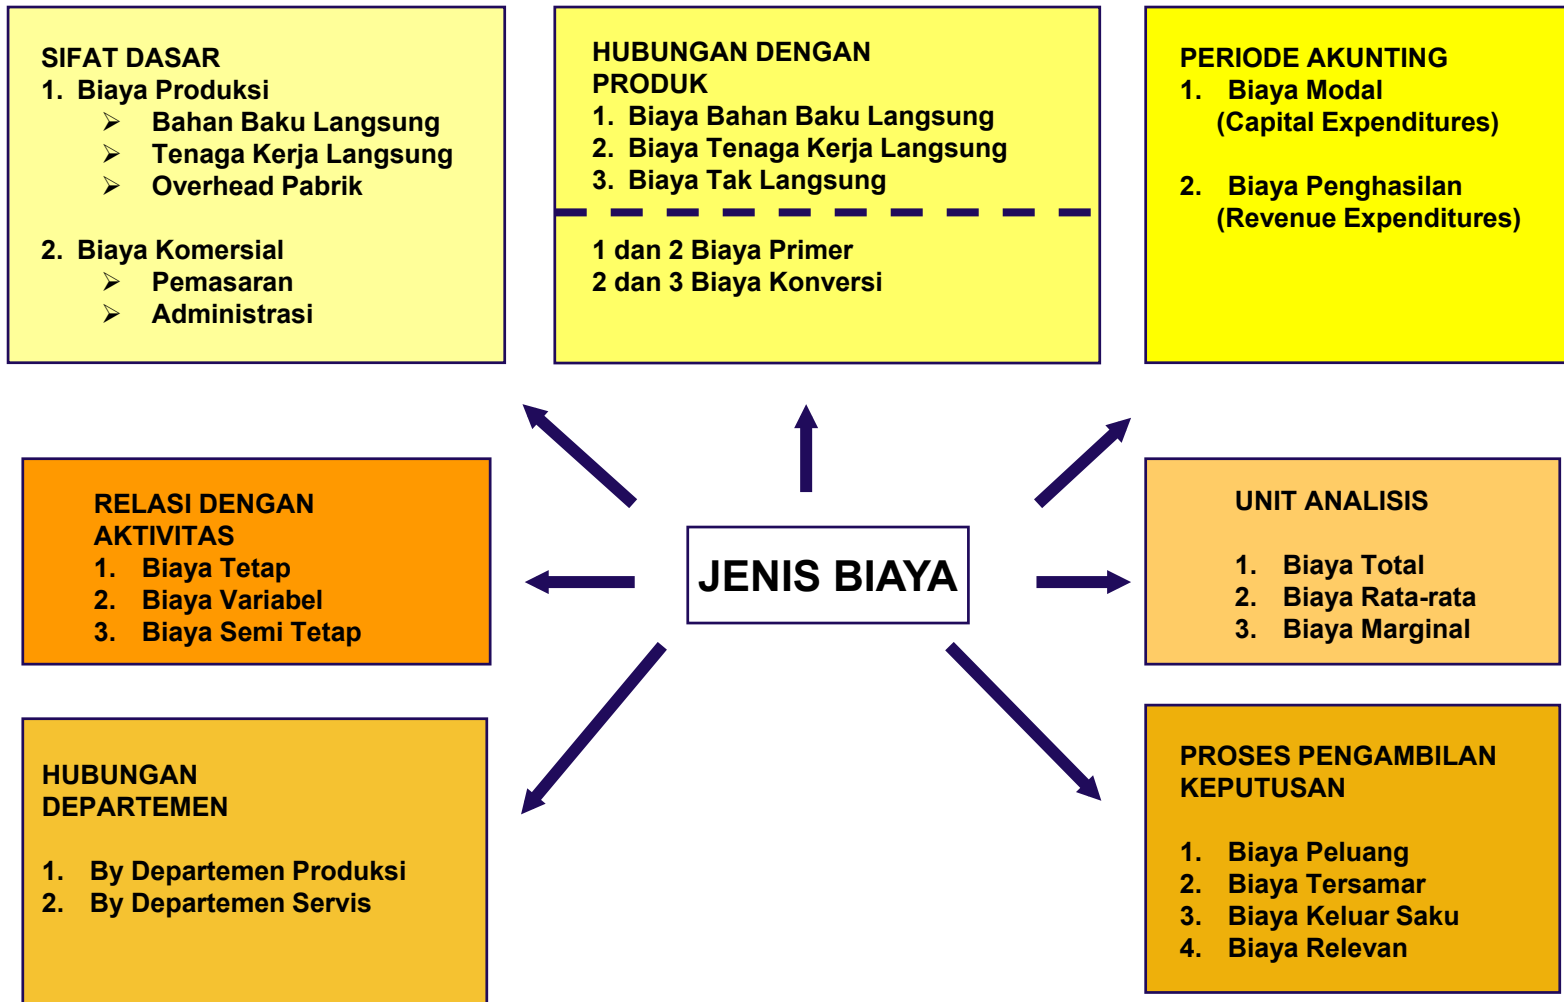 SIFAT DASAR
1. Biaya Produksi
➢ Bahan Baku Langsung
➢ Tenaga Kerja Langsung
➢ Overhead Pabrik
2. Biaya Komersial
➢ Pemasaran
➢ Administrasi
HUBUNGAN DENGAN
PRODUK
1. Biaya Bahan Baku Langsung
2. Biaya Tenaga Kerja Langsung
3. Biaya Tak Langsung
1 dan 2 Biaya Primer
2 dan 3 Biaya Konversi
PERIODE AKUNTING
1. Biaya Modal
(Capital Expenditures)
2. Biaya Penghasilan
(Revenue Expenditures)
RELASI DENGAN
AKTIVITAS
1. Biaya Tetap
2. Biaya Variabel
3. Biaya Semi Tetap
JENIS BIAYA
UNIT ANALISIS
1. Biaya Total
2. Biaya Rata-rata
3. Biaya Marginal
HUBUNGAN
DEPARTEMEN
1. By Departemen Produksi
2. By Departemen Servis
PROSES PENGAMBILAN
KEPUTUSAN
1. Biaya Peluang
2. Biaya Tersamar
3. Biaya Keluar Saku
4. Biaya Relevan